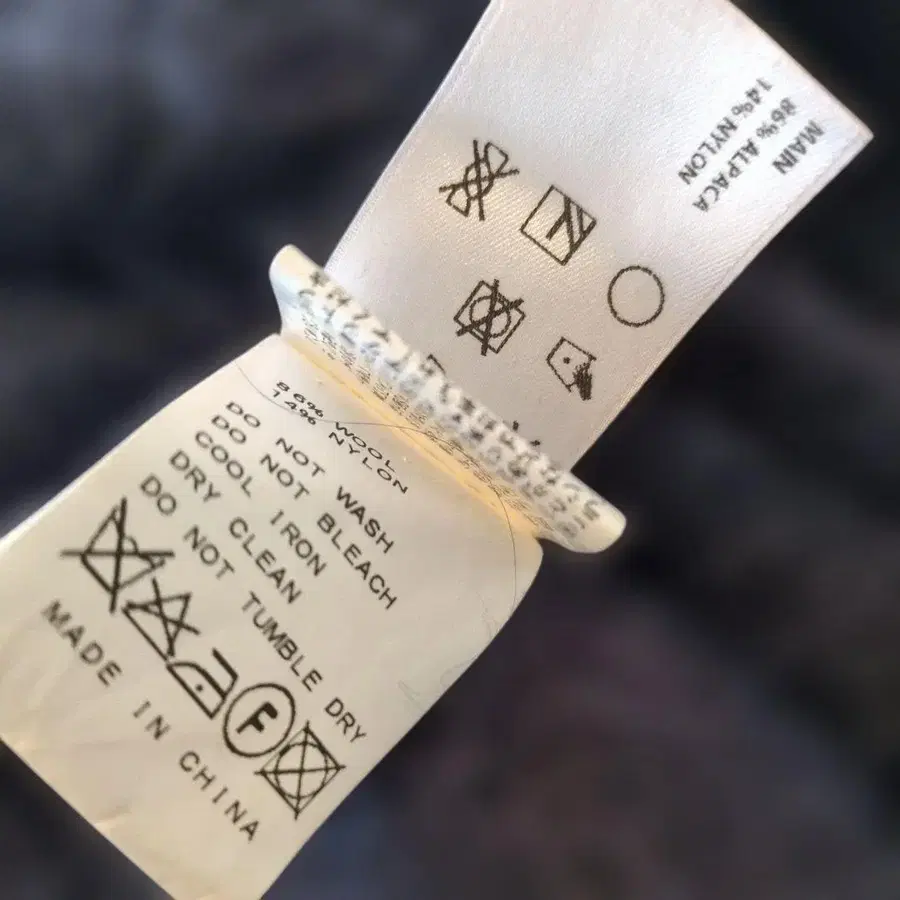 MAIN
86% ALPACA
14% NYLON
86% WOOL
14% NYLON
DO NOT WASH
DO NOT BLEACH
COOL IRON
DRY CLEAN
DO NOT TUMBLE DRY
F
MADE IN CHINA